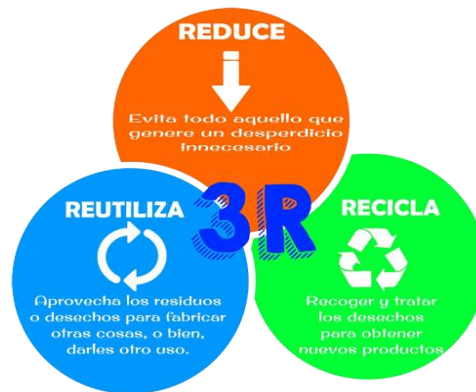 REDUCE
Evita todo aquello que
genere un desperdicio
innecesario
3R
REUTILIZA
Aprovecha los residuos
o desechos para fabricar
otras cosas, o bien,
darles otro uso.
RECICLA
Recoger y tratar
los desechos
para obtener
nuevos productos